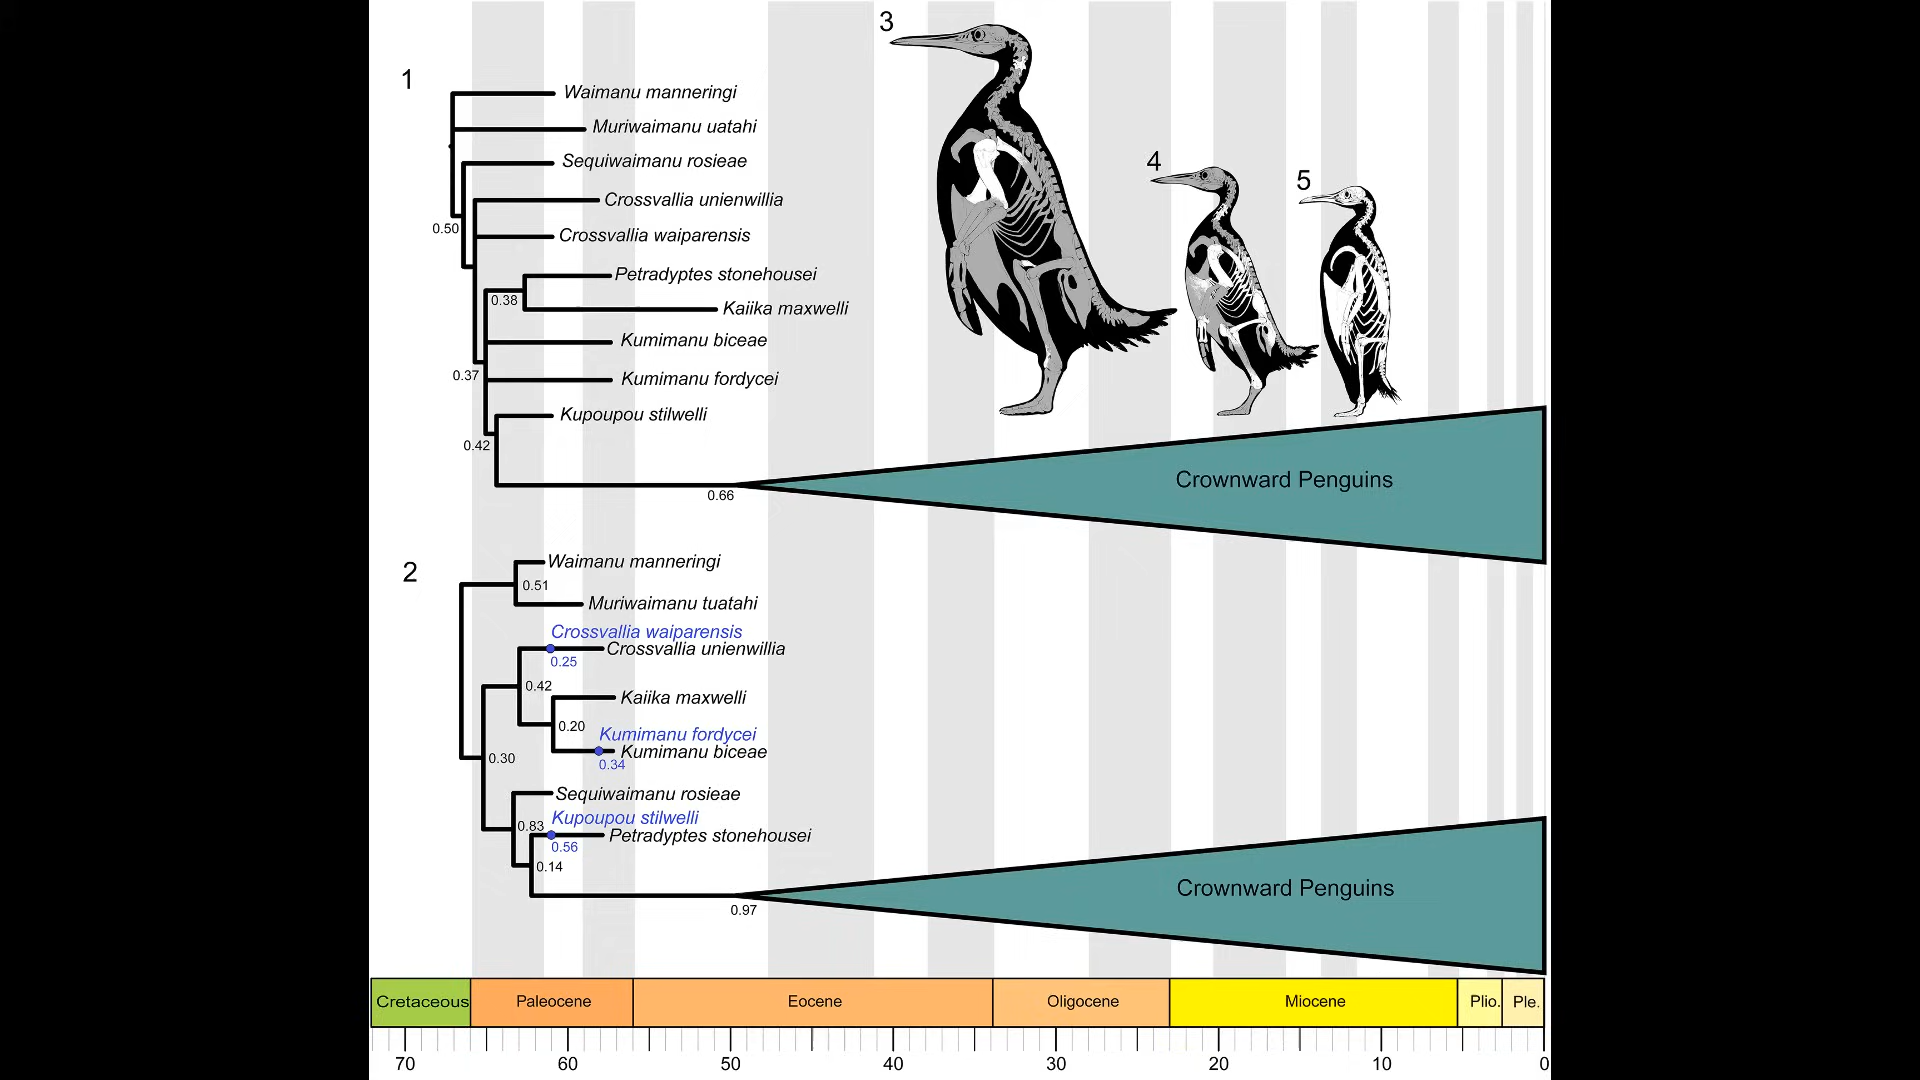 3
1
Waimanu manneringi
Muriwaimanu uatahi
4
Sequiwaimanu rosieae
5
Crossvallia unienwillia
0.50
Crossvallia waiparensis
Petradyptes stonehousei
0.38
Kaiika maxwelli
Kumimanu biceae
0.37
Kumimanu fordycei
Kupoupou stilwelli
0.42
Crownward Penguins
0.66
2
Waimanu manneringi
0.51
Muriwaimanu tuatahi
Crossvallia waiparensis
Crossvallia unienwillia
0.25
0.42
Kaiika maxwelli
0.20
Kumimanu fordycei
Kumimanu biceae
0.30
0.34
Sequiwaimanu rosieae
Kupoupou stilwelli
0.83
Petradyptes stonehousei
0.56
0.14
Crownward Penguins
0.97
Cretaceous Paleocene Eocene Oligocene Miocene Plio. Ple.
70 60 50 40 30 20 10 0